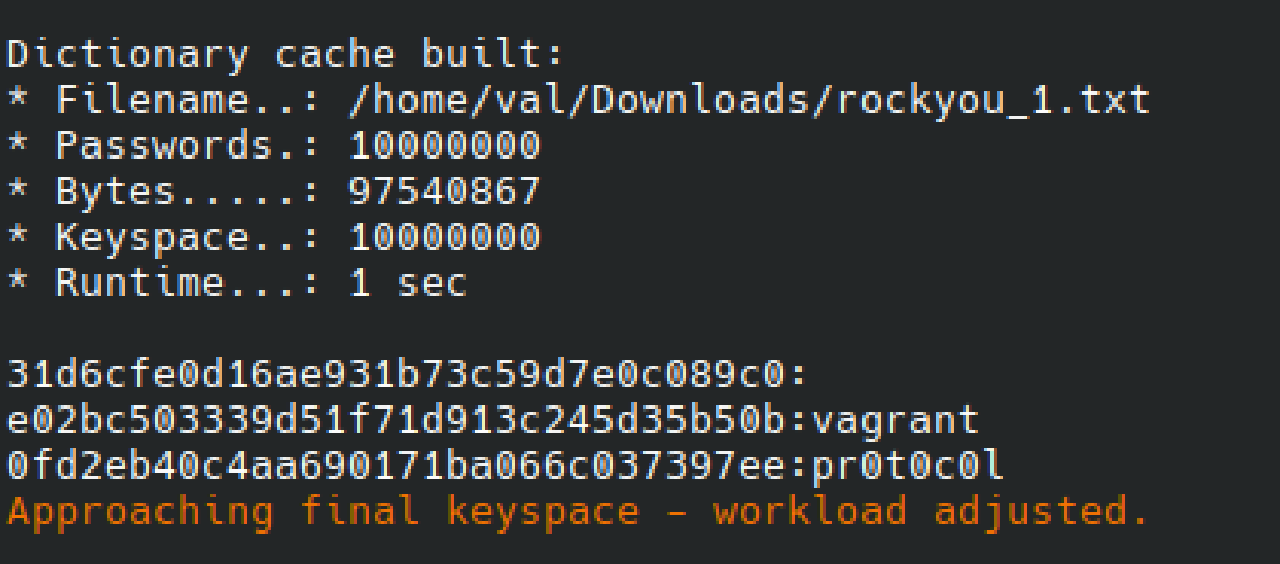 Dictionary cache built:
* Filename..: /home/val/Downloads/rockyou_1.txt
* Passwords.: 10000000
* Bytes.....: 97540867
* Keyspace..: 10000000
* Runtime...: 1 sec
31d6cfe0d16ae931b73c59d7e0c089c0:
e02bc503339d51f71d913c245d35b50b:vagrant
0fd2eb40c4aa690171ba066c037397ee:pr0t0c0l
Approaching final keyspace – workload adjusted.